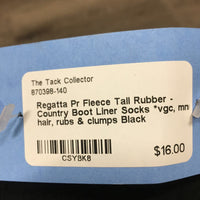 The Tack Collector
870398-140
Regatta Pr Fleece Tall Rubber -
Country Boot Liner Socks *vgc, mnr
hair, rubs & clumps Black
$16.00
CSYBK8